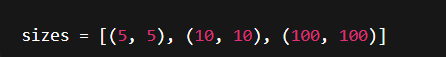 sizes = [(5, 5), (10, 10), (100, 100)]